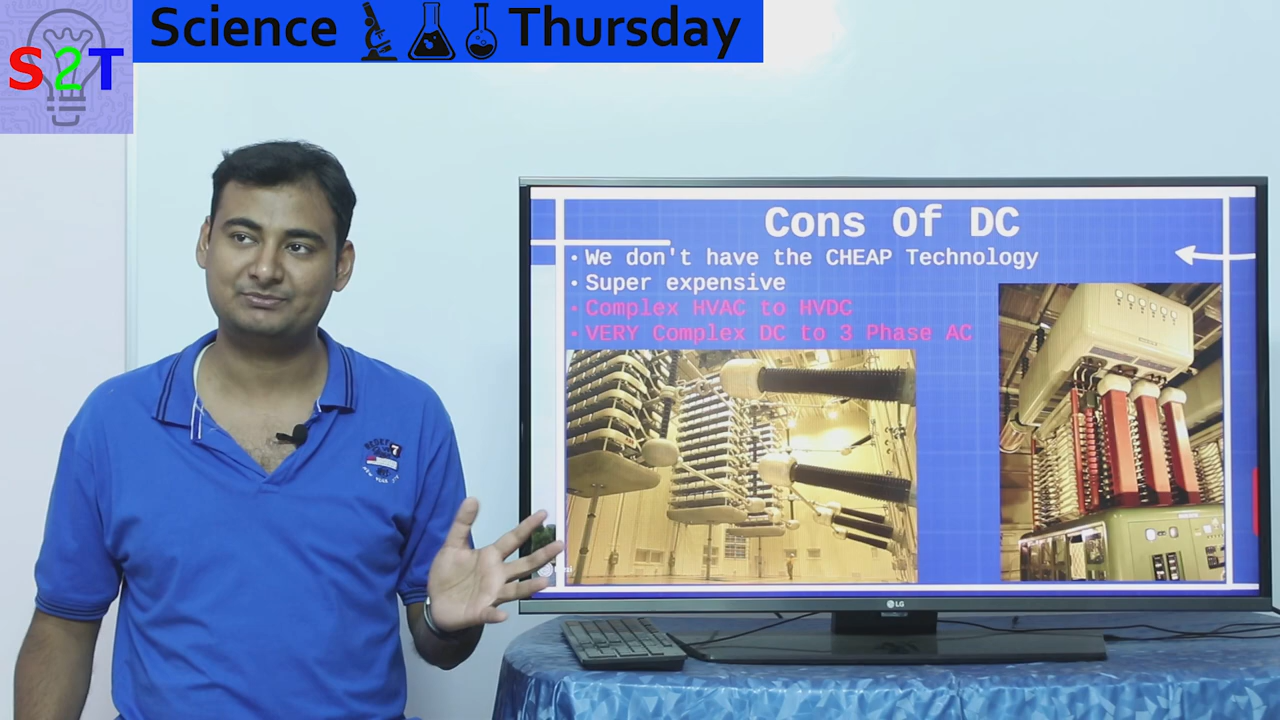 Science Thursday
S2T
Cons Of DC
• We don't have the CHEAP Technology
• Super expensive
• Complex HVAC to HVDC
• VERY Complex DC to 3 Phase AC
7
LG